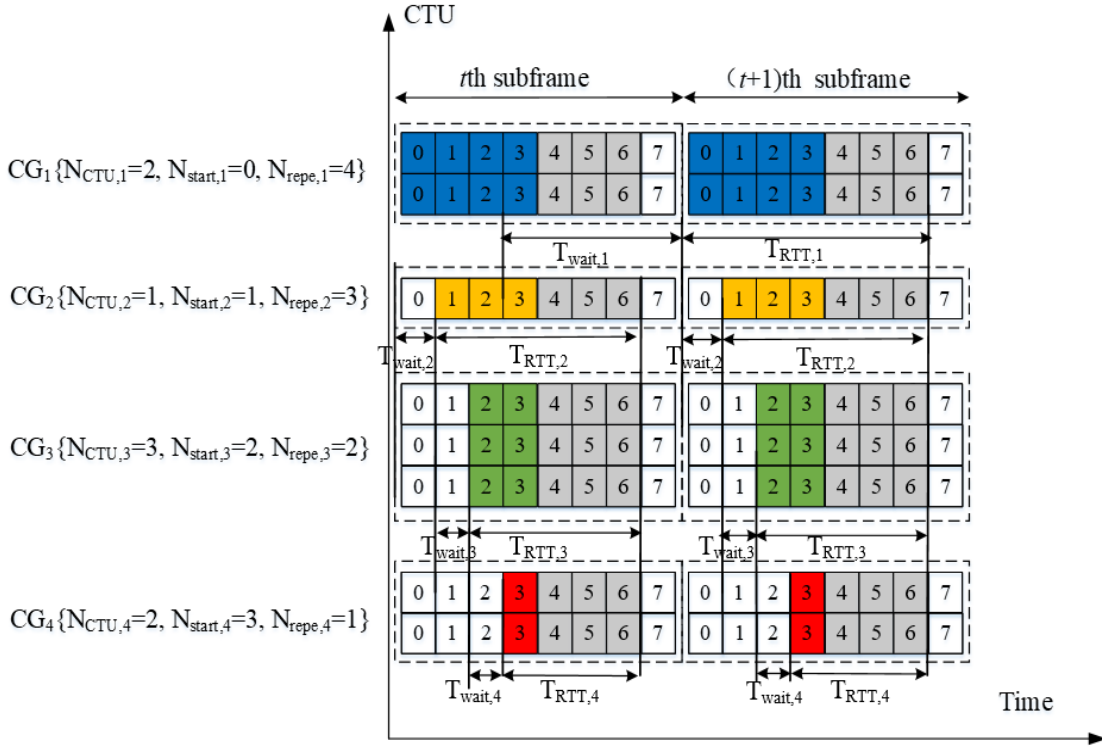 CTU
tth subframe
(t+1)th subframe
CG1{NCTU,1=2, Nstart,1=0, Nrepe,1=4}
0 1 2 3 4 5 6 7 0 1 2 3 4 5 6 7
0 1 2 3 4 5 6 7 0 1 2 3 4 5 6 7
Twait,1 TRTT,1
CG2{NCTU,2=1, Nstart,2=1, Nrepe,2=3}
0 1 2 3 4 5 6 7 0 1 2 3 4 5 6 7
Twait,2 TRTT,2 Twait,2 TRTT,2
CG3{NCTU,3=3, Nstart,3=2, Nrepe,3=2}
0 1 2 3 4 5 6 7 0 1 2 3 4 5 6 7
0 1 2 3 4 5 6 7 0 1 2 3 4 5 6 7
0 1 2 3 4 5 6 7 0 1 2 3 4 5 6 7
Twait,3 TRTT,3 Twait,3 TRTT,3
CG4{NCTU,4=2, Nstart,4=3, Nrepe,4=1}
0 1 2 3 4 5 6 7 0 1 2 3 4 5 6 7
0 1 2 3 4 5 6 7 0 1 2 3 4 5 6 7
Twait,4 TRTT,4 Twait,4 TRTT,4
Time